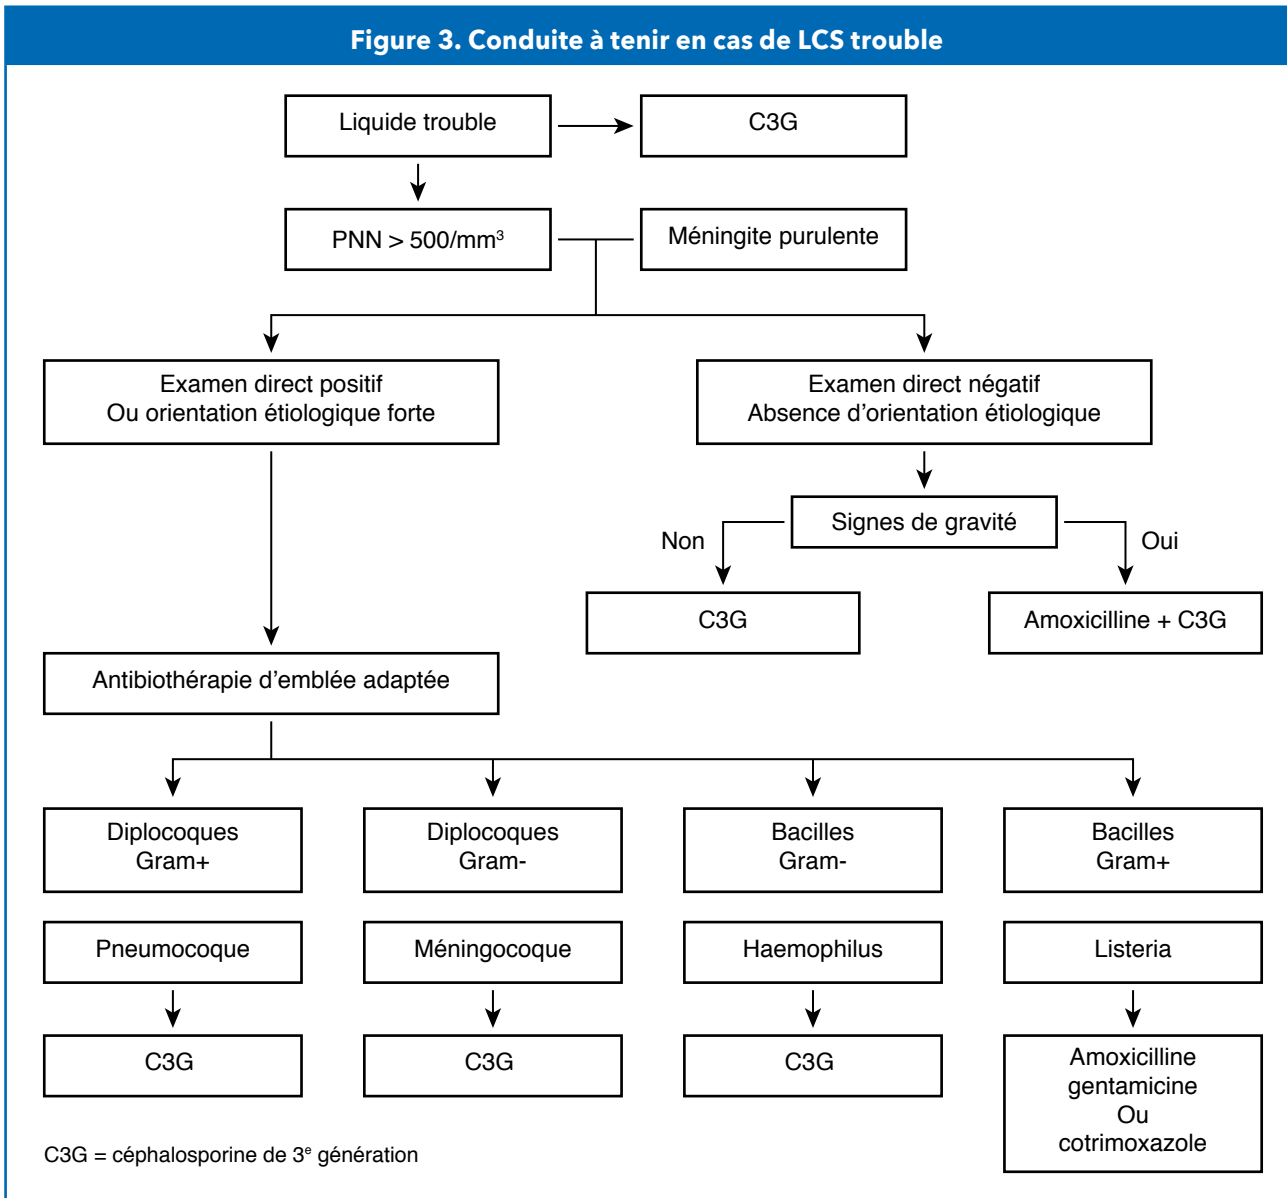 Figure 3. Conduite à tenir en cas de LCS trouble
Liquide trouble
C3G
PNN > 500/mm³
Méningite purulente
Examen direct positif
Ou orientation étiologique forte
Examen direct négatif
Absence d'orientation étiologique
Signes de gravité
Non
Oui
C3G
Amoxicilline + C3G
Antibiothérapie d'emblée adaptée
Diplocoques
Gram+
Diplocoques
Gram-
Bacilles
Gram-
Bacilles
Gram+
Pneumocoque
Méningocoque
Haemophilus
Listeria
C3G
C3G
C3G
Amoxicilline
gentamicine
Ou
cotrimoxazole
C3G = céphalosporine de 3ᵉ génération